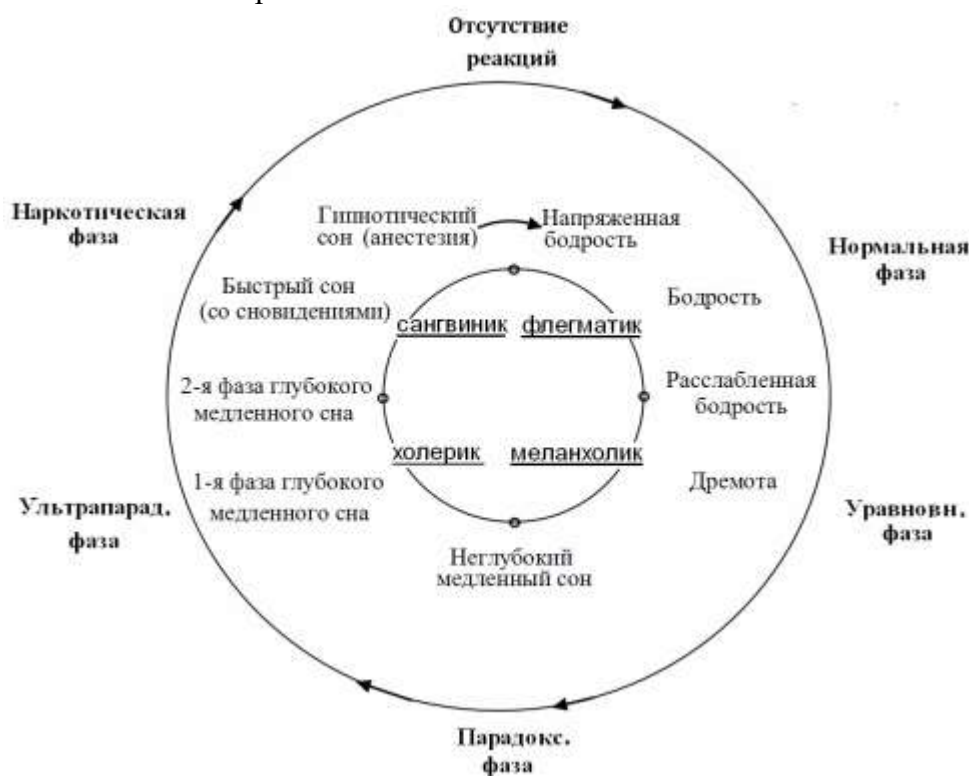 Отсутствие
реакций
Наркотическая
фаза
Гипнотический
сон (анестезия)
Напряженная
бодрость
Нормальная
фаза
Быстрый сон
(со сновидениями)
Бодрость
сангвиник
флегматик
2-я фаза глубокого
медленного сна
Расслабленная
бодрость
холерик
меланхолик
1-я фаза глубокого
медленного сна
Дремота
Ультрапарад.
фаза
Уравновн.
фаза
Неглубокий
медленный сон
Парадокс.
фаза